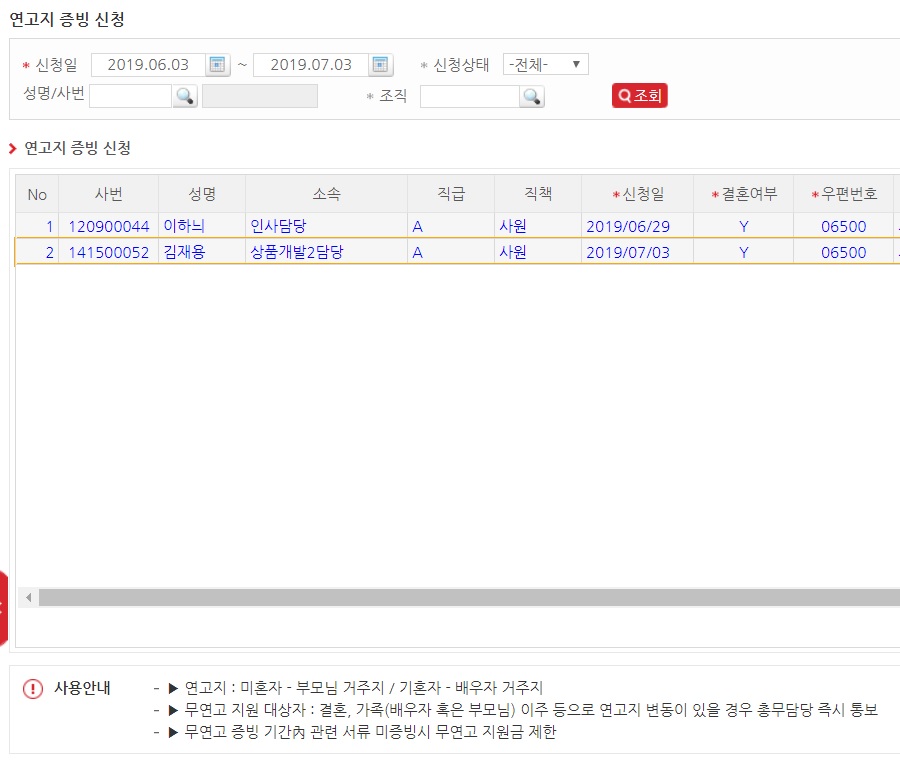 연고지 증빙 신청
* 신청일 2019.06.03 ~ 2019.07.03 * 신청상태 -전체- ▼
성명/사번 * 조직 조회
연고지 증빙 신청
No 사번 성명 소속 직급 직책 *신청일 *결혼여부 *우편번호
1 120900044 이하늬 인사담당 A 사원 2019/06/29 Y 06500
2 141500052 김재용 상품개발2담당 A 사원 2019/07/03 Y 06500
사용안내 - ▶ 연고지 : 미혼자 - 부모님 거주지 / 기혼자 - 배우자 거주지
- ▶ 무연고 지원 대상자 : 결혼, 가족(배우자 혹은 부모님) 이주 등으로 연고지 변동이 있을 경우 총무담당 즉시 통보
- ▶ 무연고 증빙 기간內 관련 서류 미증빙시 무연고 지원금 제한